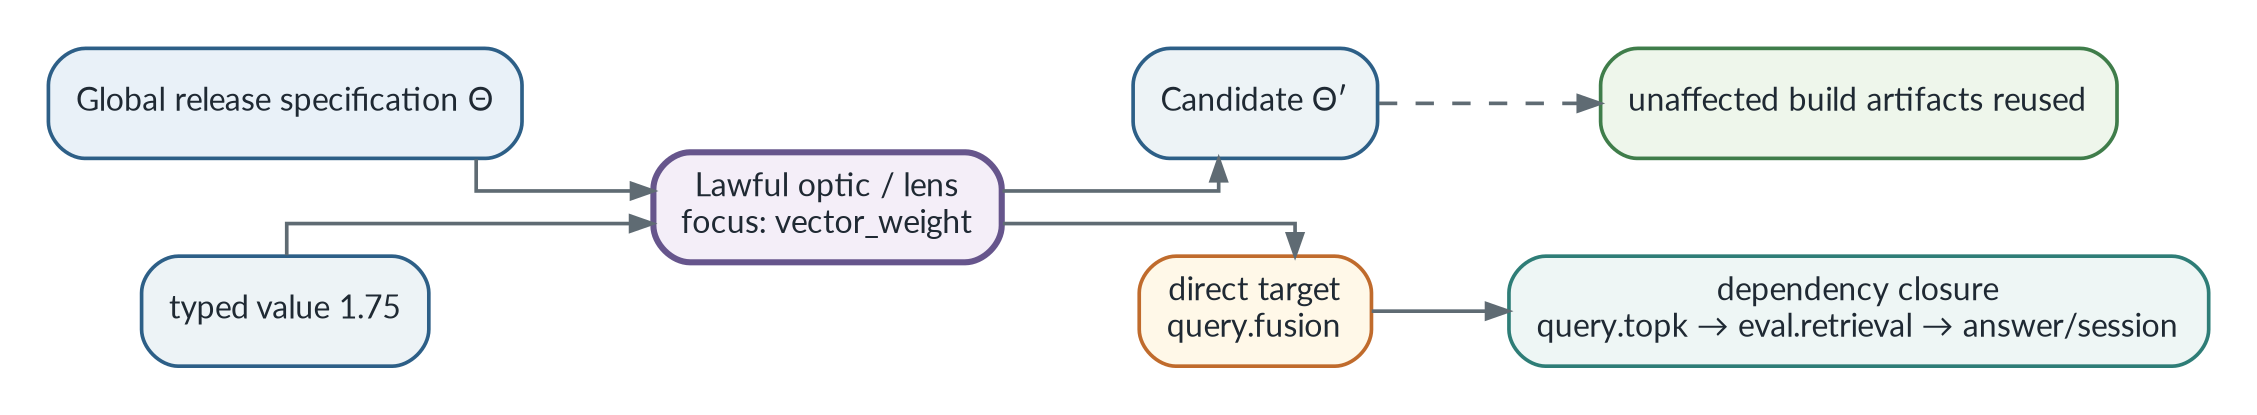 Global release specification Θ
typed value 1.75
Lawful optic / lens
focus: vector_weight
Candidate Θ′
unaffected build artifacts reused
direct target
query.fusion
dependency closure
query.topk → eval.retrieval → answer/session